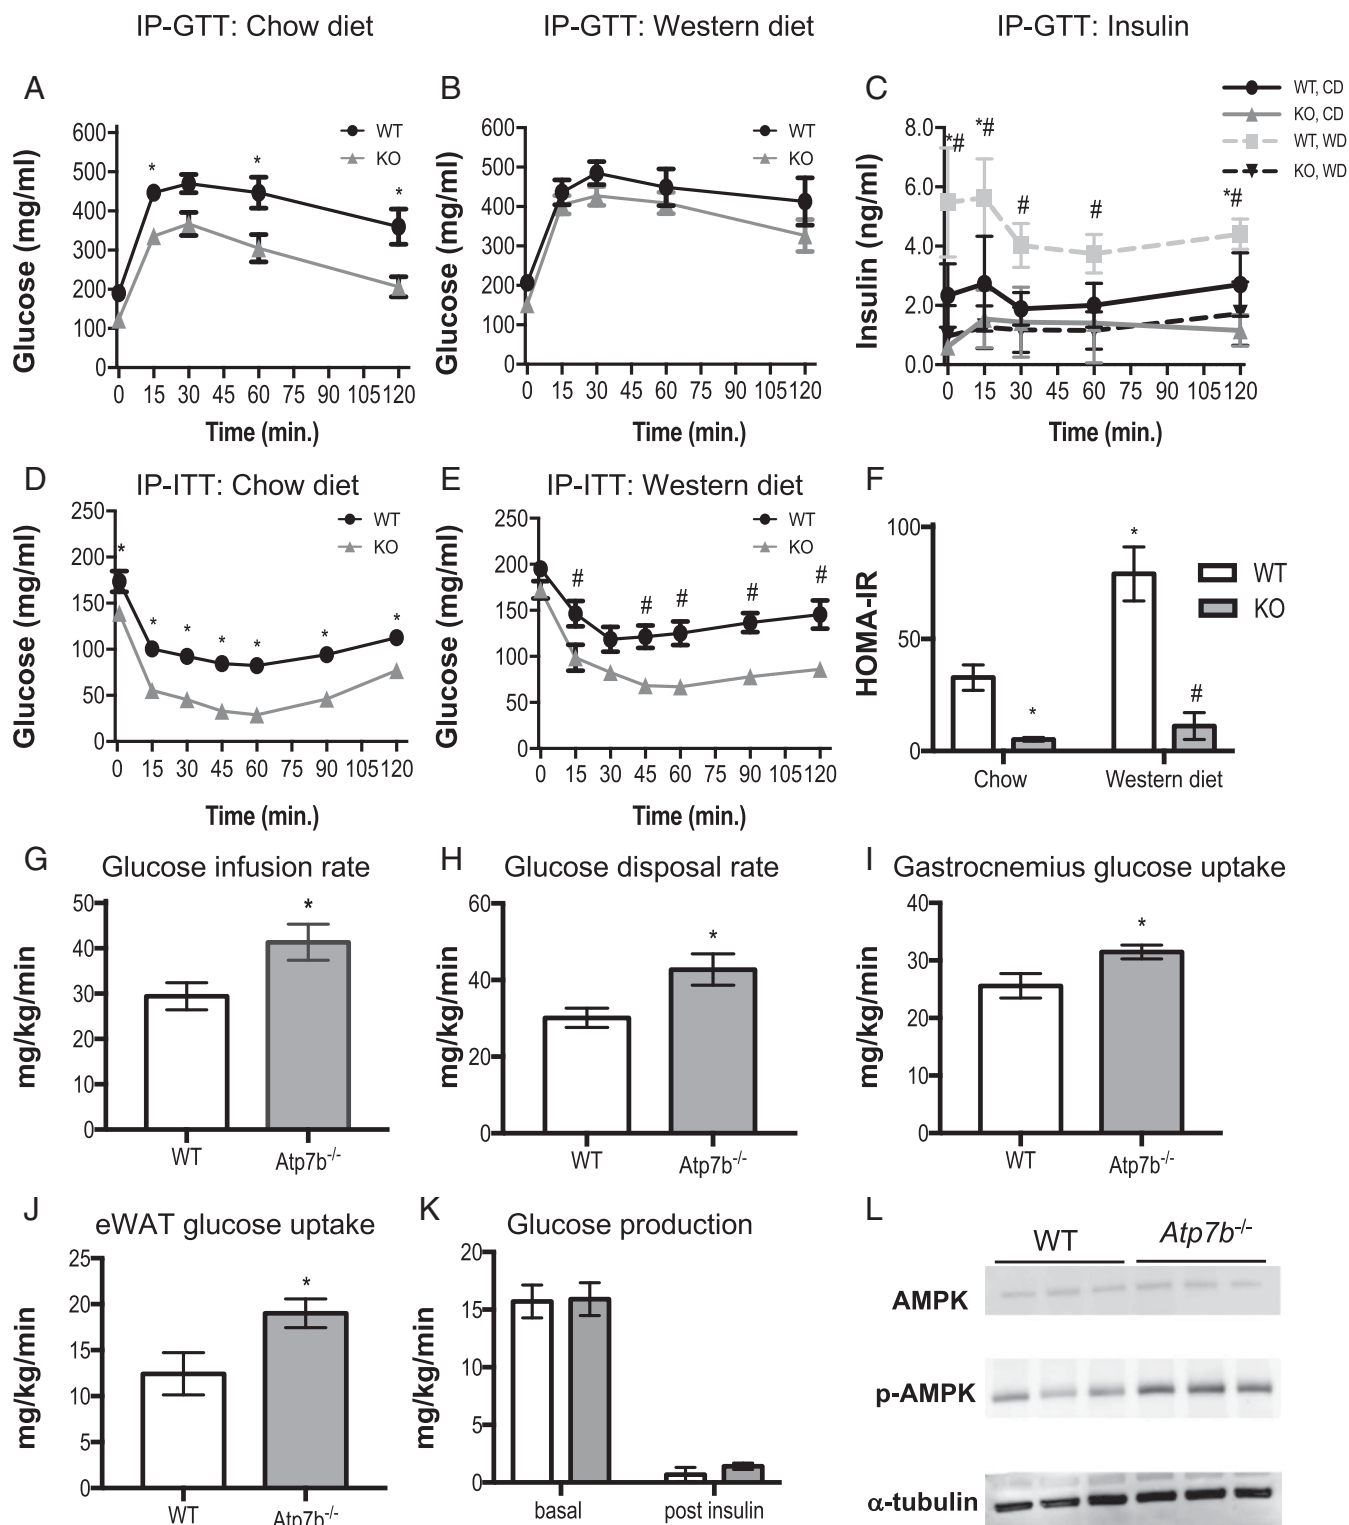 IP-GTT: Chow diet
IP-GTT: Western diet
IP-GTT: Insulin
A
Glucose (mg/ml)
600
500
400
300
200
100
0
* * *
WT
KO
0 15 30 45 60 75 90 105 120
Time (min.)
B
Glucose (mg/ml)
600
500
400
300
200
100
0
WT
KO
0 15 30 45 60 75 90 105 120
Time (min.)
C
Insulin (ng/ml)
8.0
6.0
4.0
2.0
0.0
*# *# # # *#
WT, CD
KO, CD
WT, WD
KO, WD
0 15 30 45 60 75 90 105 120
Time (min.)
D
IP-ITT: Chow diet
Glucose (mg/ml)
250
200
150
100
50
0
* * * * * * *
WT
KO
0 15 30 45 60 75 90 105 120
Time (min.)
E
IP-ITT: Western diet
Glucose (mg/ml)
250
200
150
100
50
0
# # # # #
WT
KO
0 15 30 45 60 75 90 105 120
Time (min.)
F
HOMA-IR
100
50
0
* * #
WT
KO
Chow
Western diet
G
Glucose infusion rate
mg/kg/min
50
40
30
20
10
0
*
WT
Atp7b-/-
H
Glucose disposal rate
mg/kg/min
60
40
20
0
*
WT
Atp7b-/-
I
Gastrocnemius glucose uptake
mg/kg/min
40
30
20
10
0
*
WT
Atp7b-/-
J
eWAT glucose uptake
mg/kg/min
25
20
15
10
5
0
*
WT
Atp7b-/-
K
Glucose production
mg/kg/min
20
15
10
5
0
basal
post insulin
L
WT
Atp7b-/-
AMPK
p-AMPK
α-tubulin